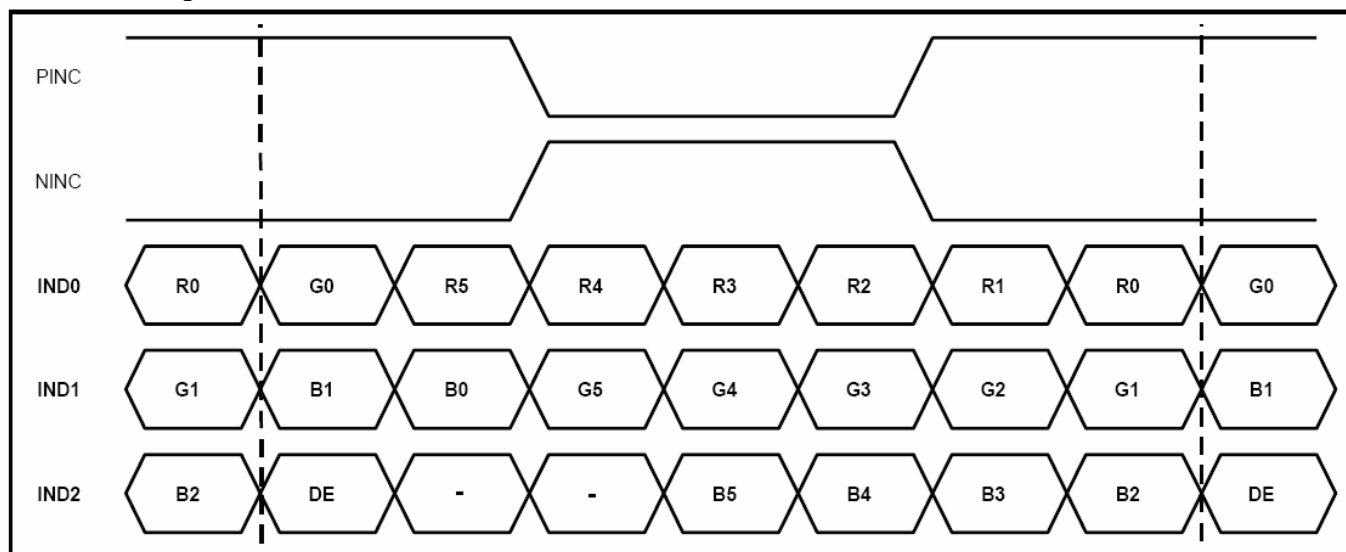 PINC
NINC
IND0 R0 G0 R5 R4 R3 R2 R1 R0 G0
IND1 G1 B1 B0 G5 G4 G3 G2 G1 B1
IND2 B2 DE - - B5 B4 B3 B2 DE